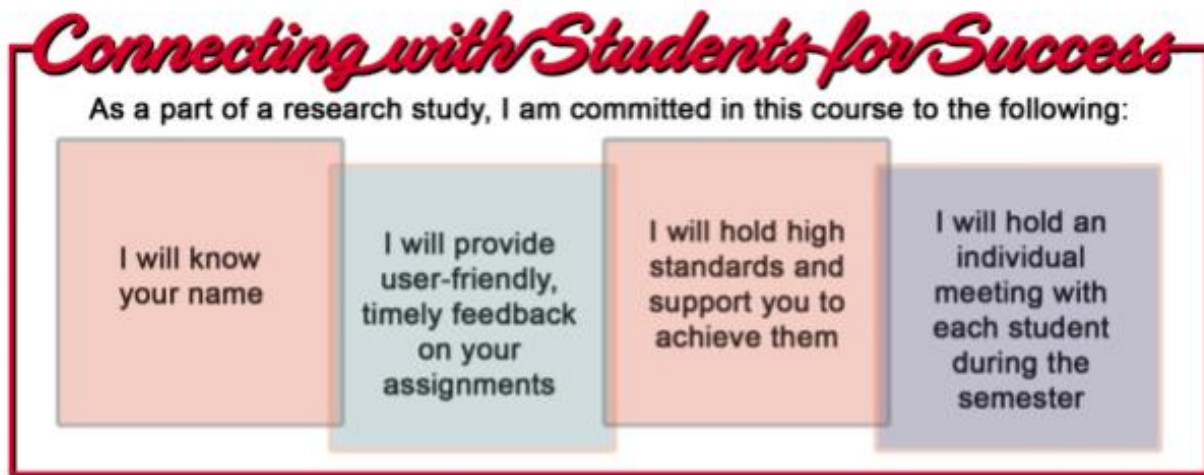 Connecting with Students for Success
As a part of a research study, I am committed in this course to the following:
I will know
your name
I will provide
user-friendly,
timely feedback
on your
assignments
I will hold high
standards and
support you to
achieve them
I will hold an
individual
meeting with
each student
during the
semester